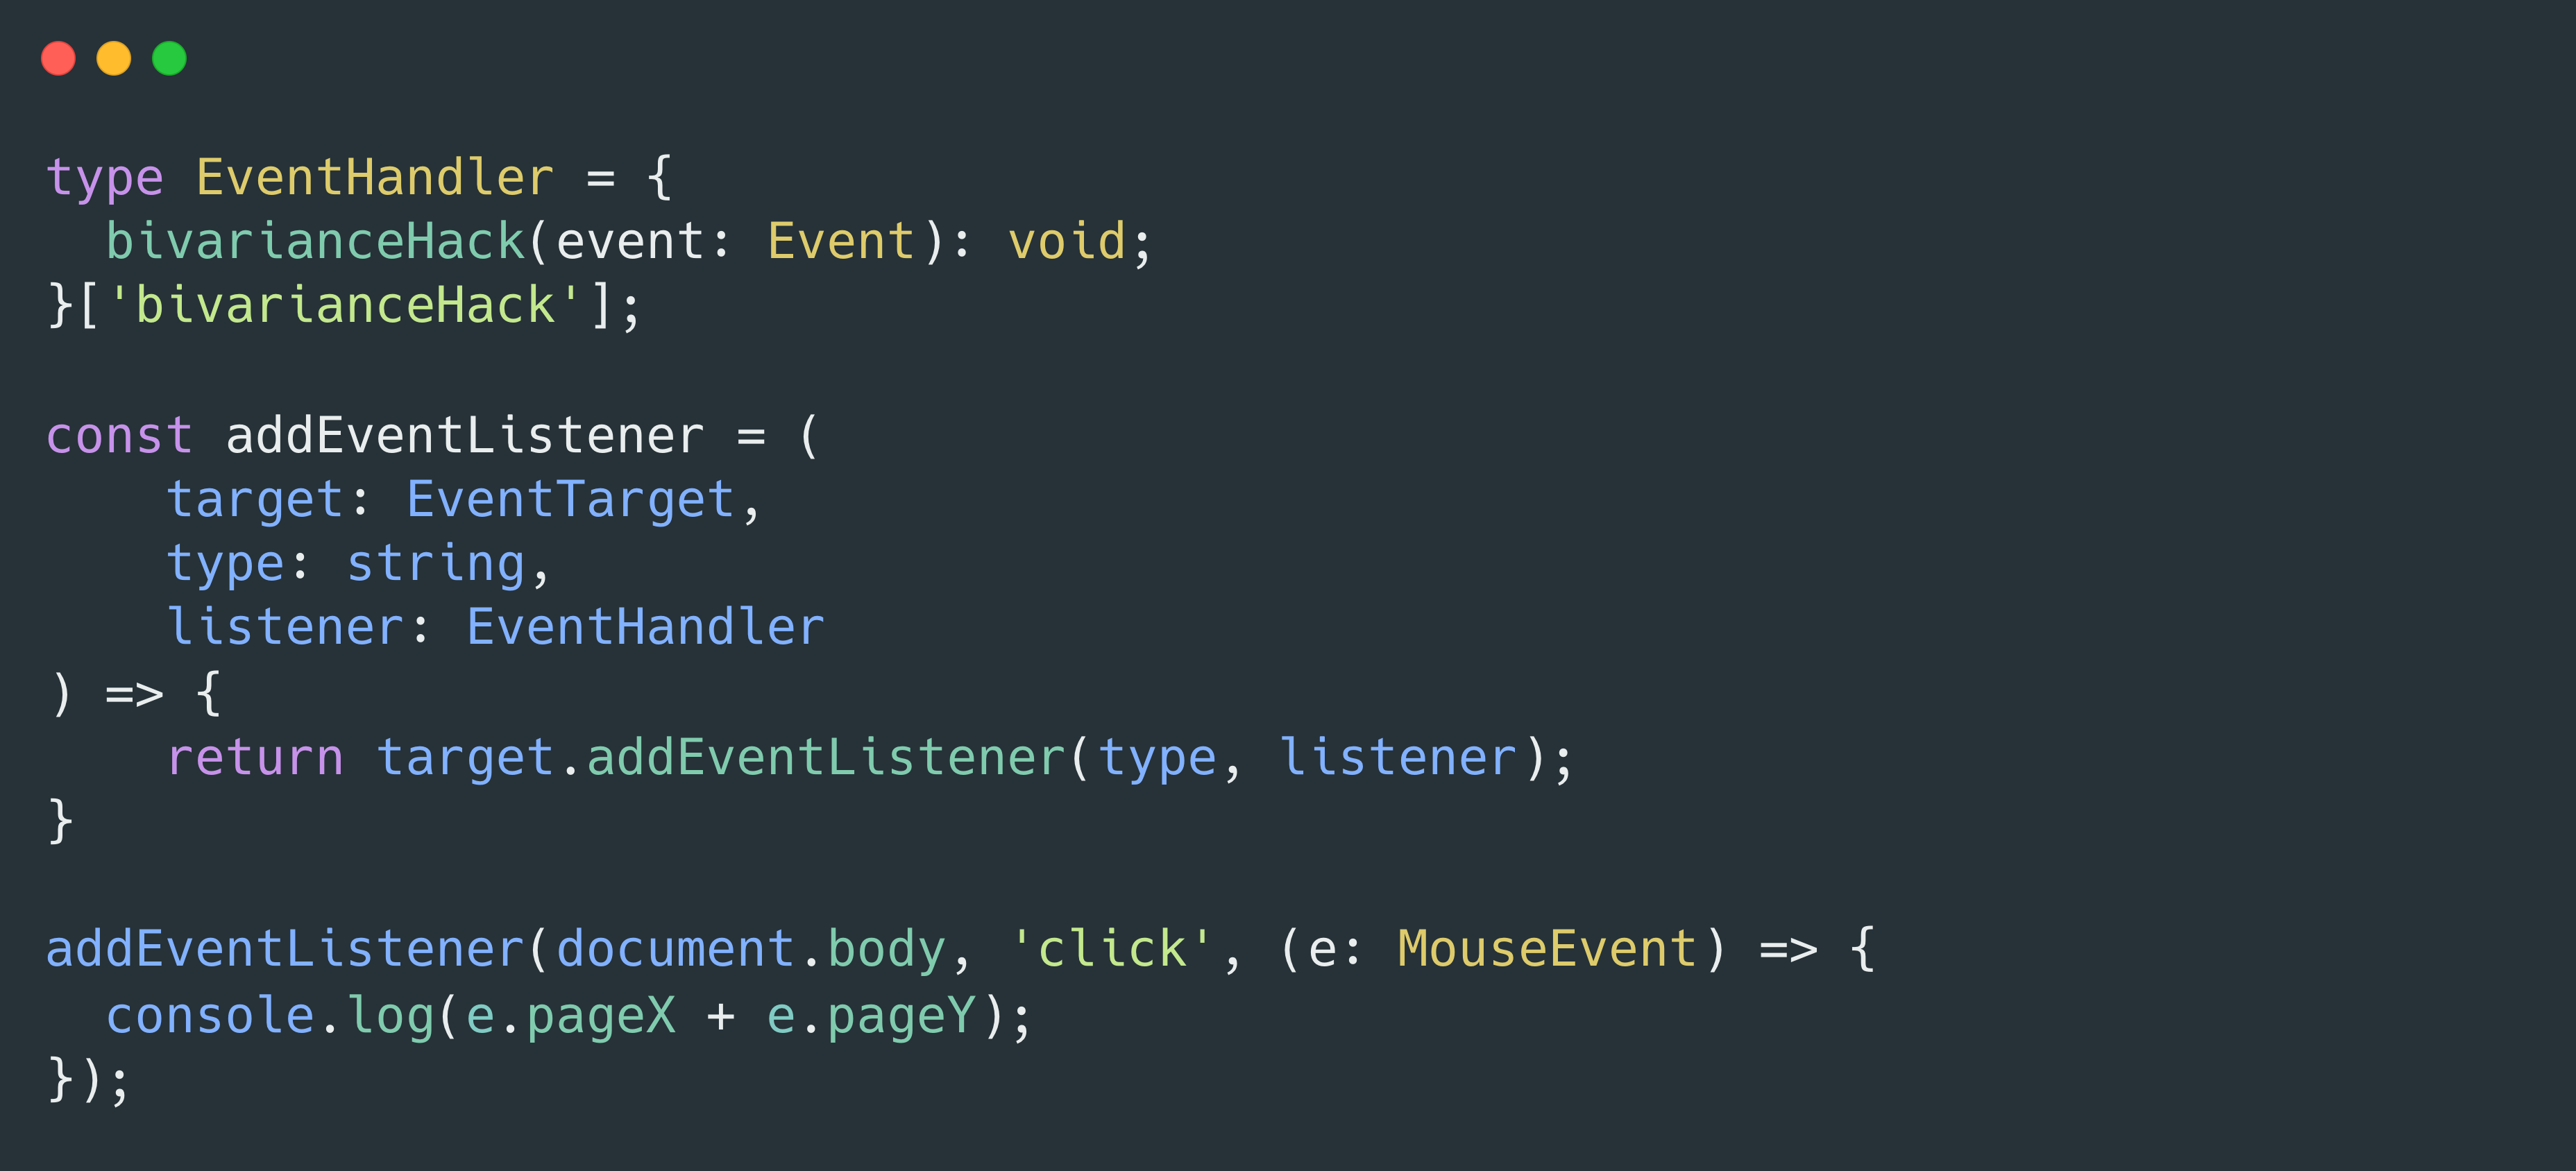 type EventHandler = {
  bivarianceHack(event: Event): void;
}['bivarianceHack'];

const addEventListener = (
    target: EventTarget,
    type: string,
    listener: EventHandler
) => {
    return target.addEventListener(type, listener);
}

addEventListener(document.body, 'click', (e: MouseEvent) => {
  console.log(e.pageX + e.pageY);
});